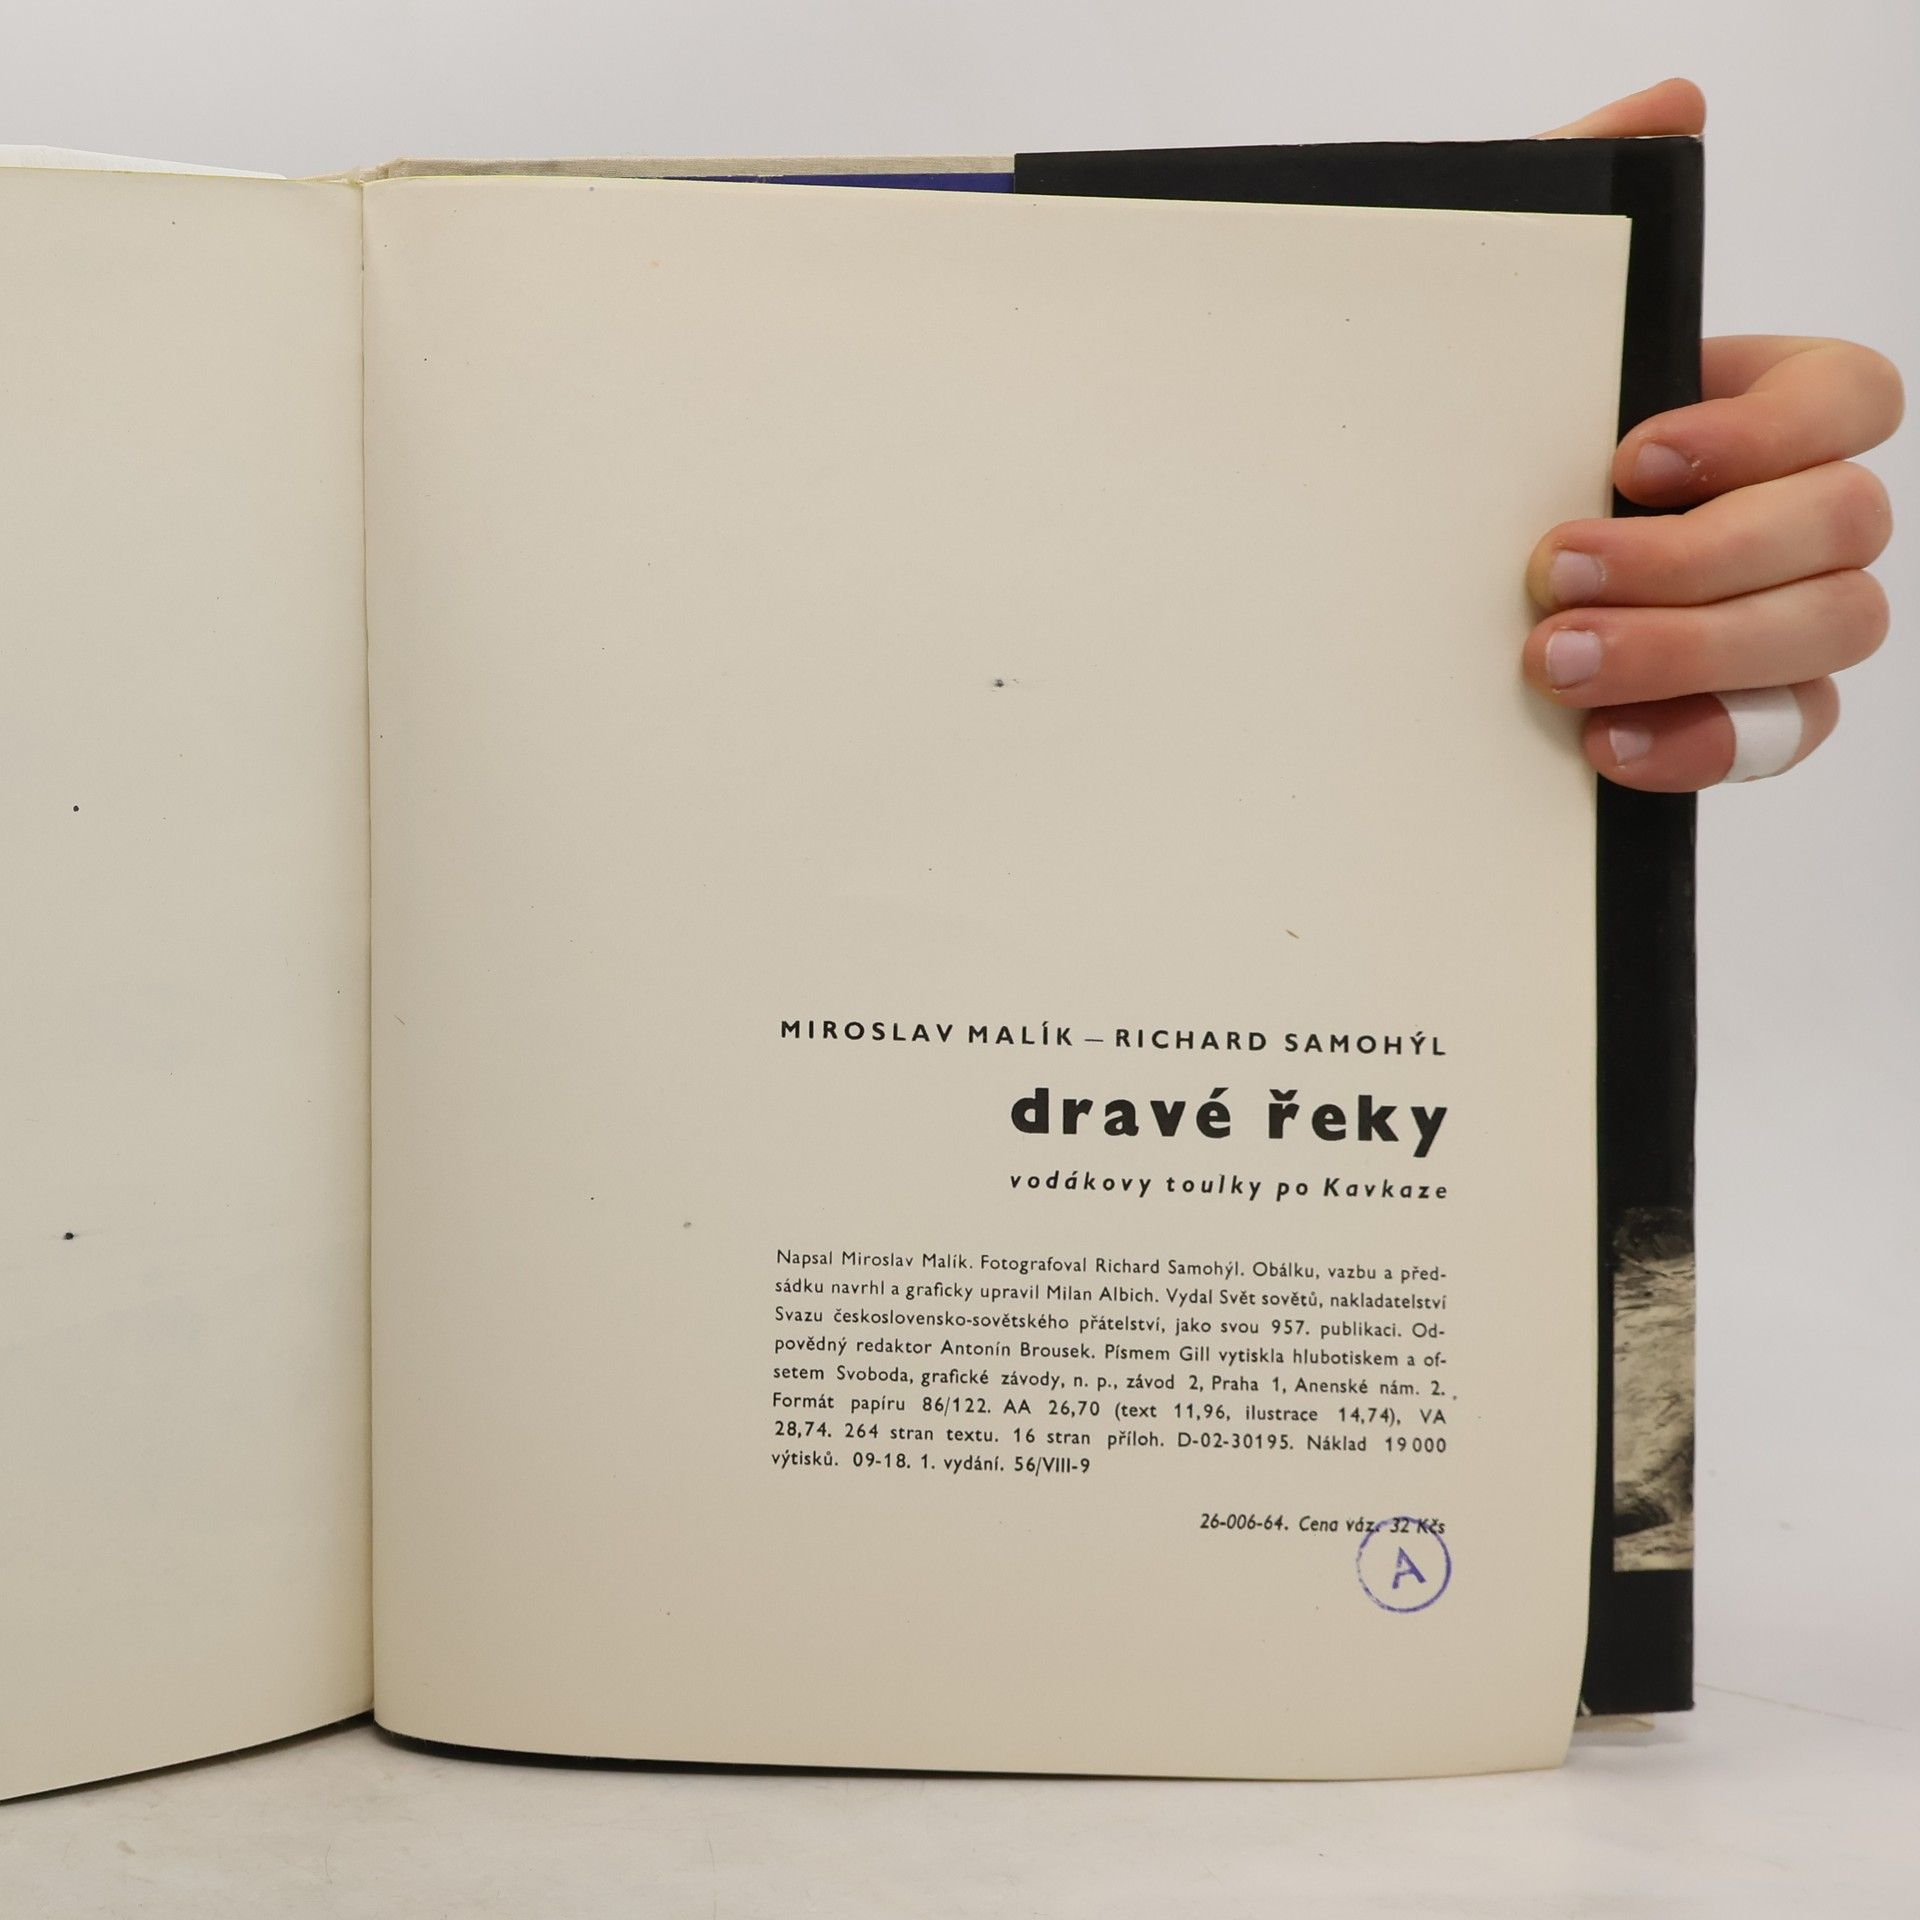 MIROSLAV MALÍK – RICHARD SAMOHÝL
dravé řeky
vodákovy toulky po Kavkaze
Napsal Miroslav Malík. Fotografoval Richard Samohýl. Obálku, vazbu a před-
sádku navrhl a graficky upravil Milan Albich. Vydal Svět sovětů, nakladatelství
Svazu československo-sovětského přátelství, jako svou 957. publikaci. Od-
povědný redaktor Antonín Brousek. Písmem Gill vytiskla hlubotiskem a of-
setem Svoboda, grafické závody, n. p., závod 2, Praha 1, Anenské nám. 2.
Formát papíru 86/122. AA 26,70 (text 11,96, ilustrace 14,74), VA
28,74. 264 stran textu. 16 stran příloh. D-02-30195. Náklad 19 000
výtisků. 09-18. 1. vydání. 56/VIII-9
26-006-64. Cena váz. 32 Kčs
A